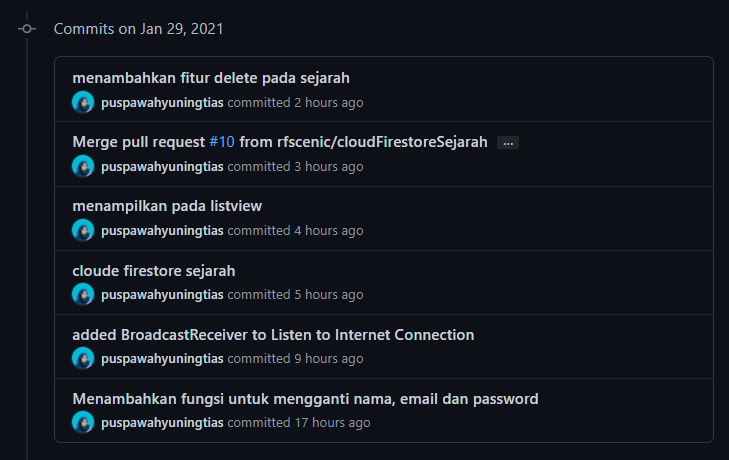 Commits on Jan 29, 2021
menambahkan fitur delete pada sejarah
puspawahyuningtias committed 2 hours ago
Merge pull request #10 from rfscenic/cloudFirestoreSejarah ...
puspawahyuningtias committed 3 hours ago
menampilkan pada listview
puspawahyuningtias committed 4 hours ago
cloude firestore sejarah
puspawahyuningtias committed 5 hours ago
added BroadcastReceiver to Listen to Internet Connection
puspawahyuningtias committed 9 hours ago
Menambahkan fungsi untuk mengganti nama, email dan password
puspawahyuningtias committed 17 hours ago